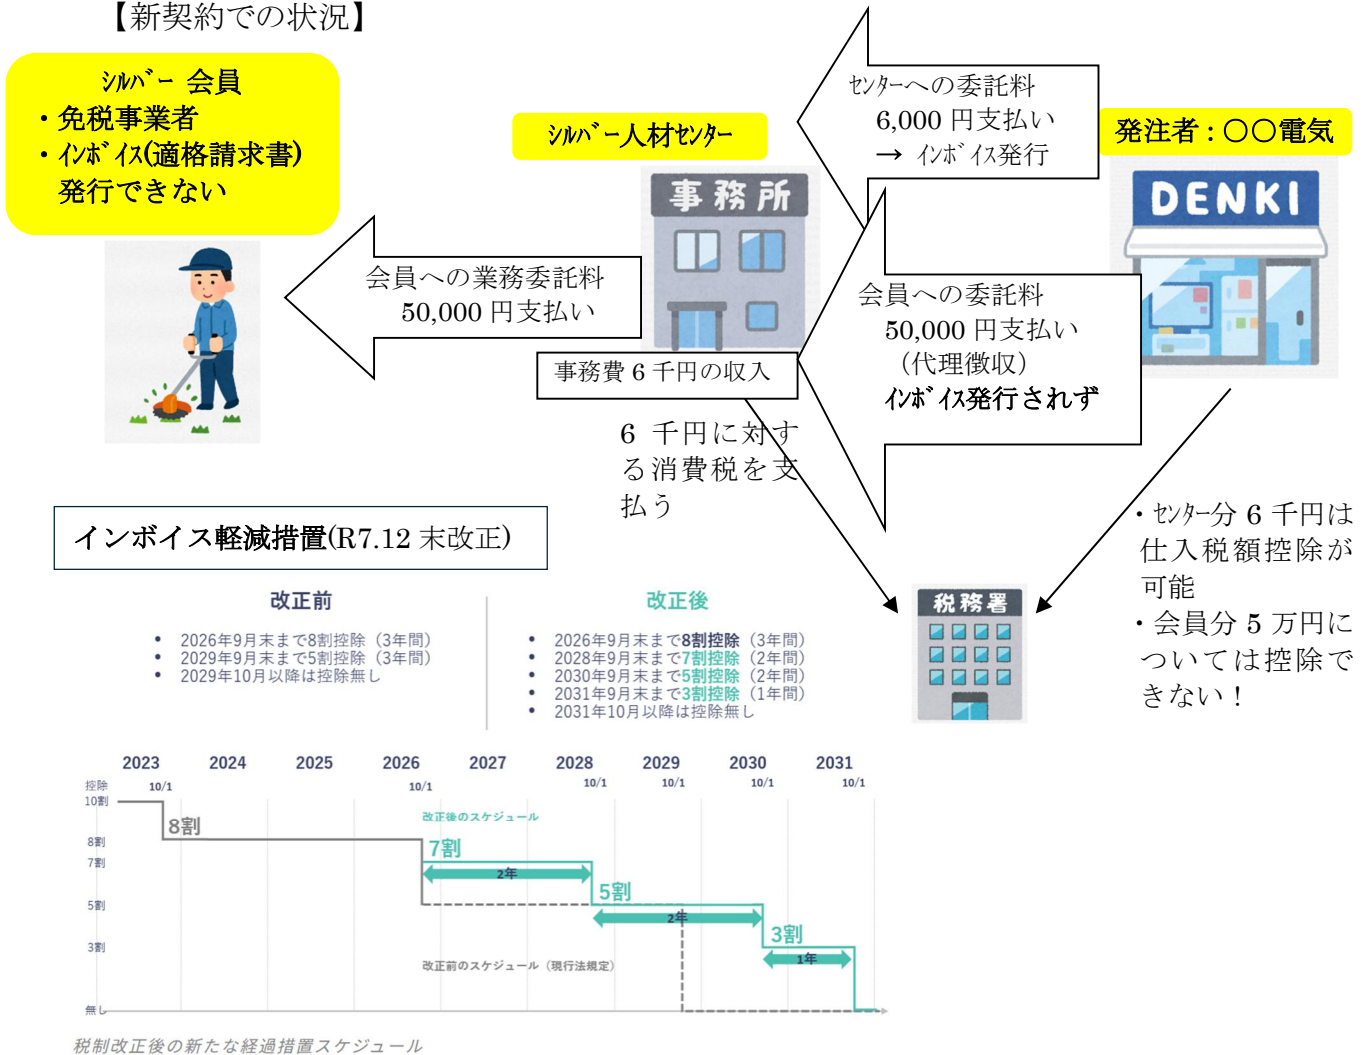 【新契約での状況】
ｼﾙﾊﾞｰ 会員
・免税事業者
・ｲﾝﾎﾞｲｽ(適格請求書)
発行できない
ｼﾙﾊﾞｰ人材ｾﾝﾀｰ
ｾﾝﾀｰへの委託料
6,000 円支払い
→ ｲﾝﾎﾞｲｽ発行
発注者：〇〇電気
事務所
DENKI
会員への業務委託料
50,000 円支払い
会員への委託料
50,000 円支払い
（代理徴収）
ｲﾝﾎﾞｲｽ発行されず
事務費 6 千円の収入
6 千円に対す
る消費税を支
払う
・ｾﾝﾀｰ分 6 千円は
仕入税額控除が
可能
・会員分 5 万円に
ついては控除で
きない！
税務署
インボイス軽減措置(R7.12 末改正)
改正前
• 2026年9月末まで8割控除（3年間）
• 2029年9月末まで5割控除（3年間）
• 2029年10月以降は控除無し
改正後
• 2026年9月末まで8割控除（3年間）
• 2028年9月末まで7割控除（2年間）
• 2030年9月末まで5割控除（2年間）
• 2031年9月末まで3割控除（1年間）
• 2031年10月以降は控除無し
2023 2024 2025 2026 2027 2028 2029 2030 2031
控除 10/1 10/1 10/1 10/1 10/1 10/1
10割
8割
8割
7割
5割
3割
無し
改正後のスケジュール
7割
2年
5割
2年
3割
1年
改正前のスケジュール（現行法規定）
税制改正後の新たな経過措置スケジュール